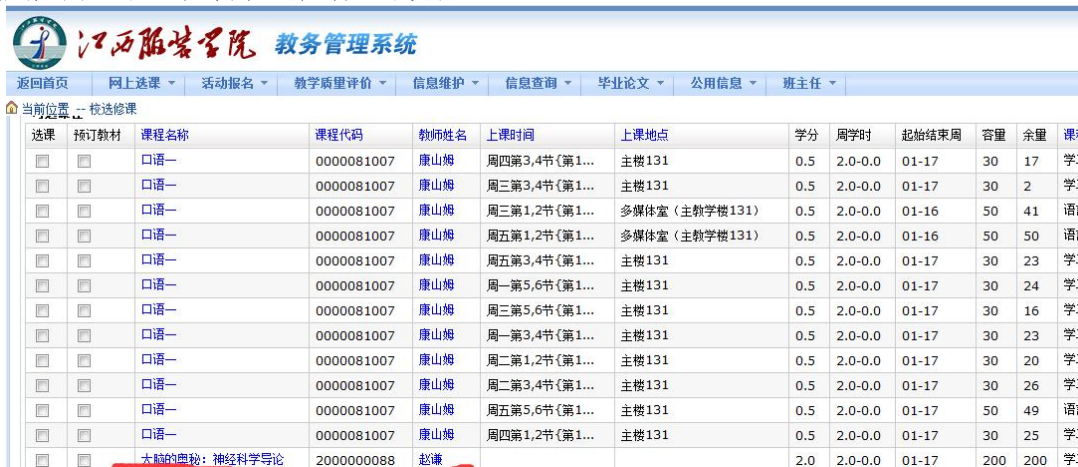 江西服装学院 教务管理系统
返回首页 网上选课 活动报名 教学质量评价 信息维护 信息查询 毕业论文 公用信息 班主任
当前位置 -- 校选修课
选课 预订教材 课程名称 课程代码 教师姓名 上课时间 上课地点 学分 周学时 起始结束周 容量 余量
口语一 0000081007 康山姆 周四第3,4节{第1... 主楼131 0.5 2.0-0.0 01-17 30 17
口语一 0000081007 康山姆 周三第3,4节{第1... 主楼131 0.5 2.0-0.0 01-17 30 2
口语一 0000081007 康山姆 周三第1,2节{第1... 多媒体室（主教学楼131） 0.5 2.0-0.0 01-16 50 41
口语一 0000081007 康山姆 周五第1,2节{第1... 多媒体室（主教学楼131） 0.5 2.0-0.0 01-16 50 50
口语一 0000081007 康山姆 周五第3,4节{第1... 主楼131 0.5 2.0-0.0 01-17 30 23
口语一 0000081007 康山姆 周一第5,6节{第1... 主楼131 0.5 2.0-0.0 01-17 30 24
口语一 0000081007 康山姆 周三第5,6节{第1... 主楼131 0.5 2.0-0.0 01-17 30 16
口语一 0000081007 康山姆 周一第3,4节{第1... 主楼131 0.5 2.0-0.0 01-17 30 23
口语一 0000081007 康山姆 周二第1,2节{第1... 主楼131 0.5 2.0-0.0 01-17 30 20
口语一 0000081007 康山姆 周二第3,4节{第1... 主楼131 0.5 2.0-0.0 01-17 30 26
口语一 0000081007 康山姆 周五第5,6节{第1... 主楼131 0.5 2.0-0.0 01-17 50 49
口语一 0000081007 康山姆 周四第1,2节{第1... 主楼131 0.5 2.0-0.0 01-17 30 25
大脑的奥秘：神经科学导论 2000000088 赵谦 2.0 2.0-0.0 01-17 200 200